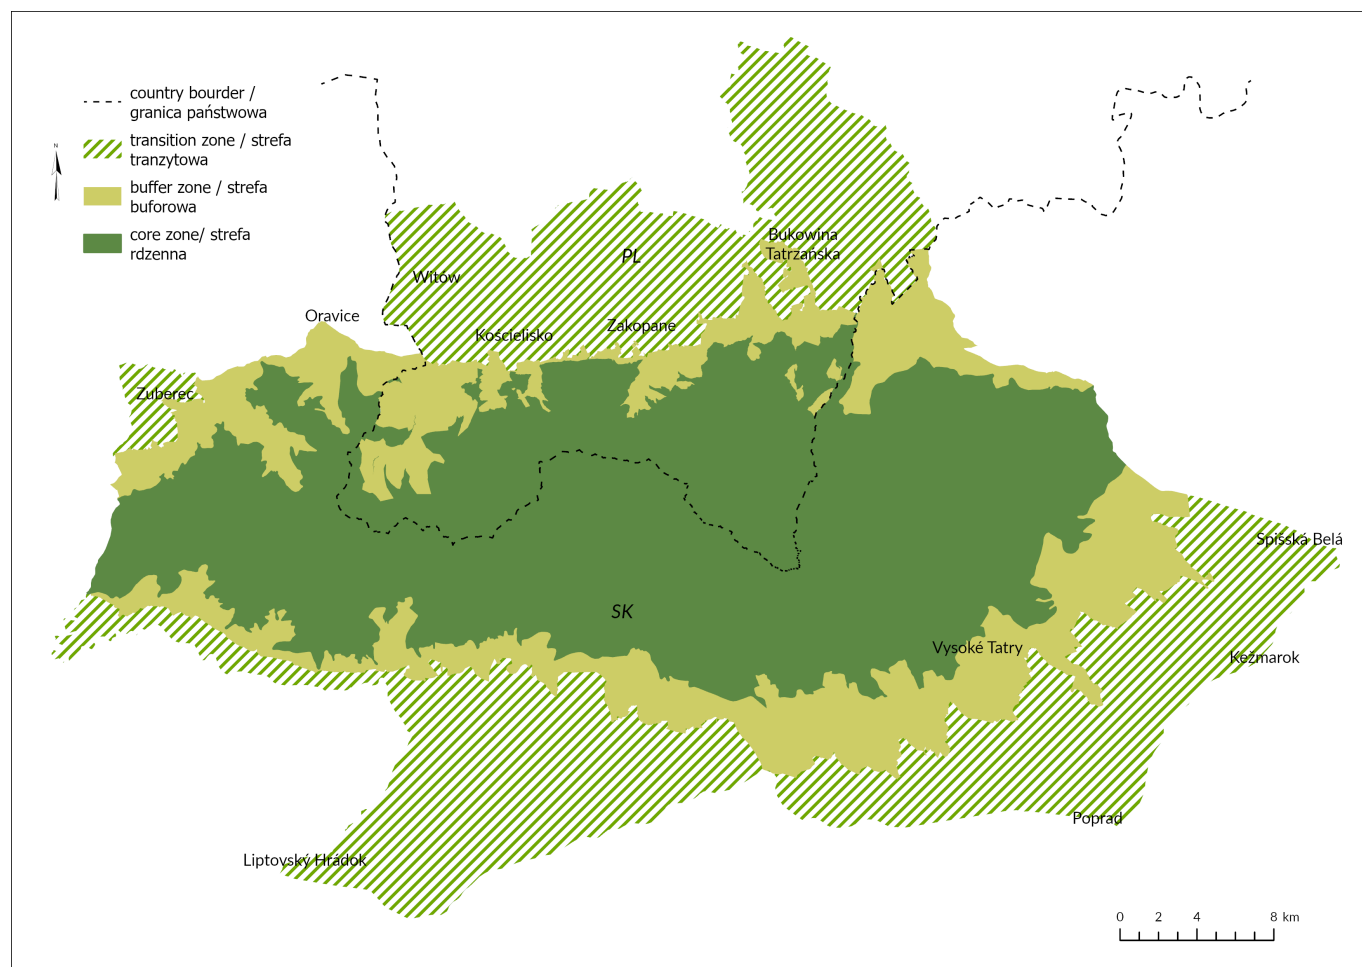 country bourder /
granica państwowa
transition zone / strefa
tranzytowa
N
buffer zone / strefa
buforowa
core zone/ strefa
rdzenna
Bukowina
Tatrzańska
PL
Witów
Oravice
Zakopane
Kościelisko
Zuberec
Spišská Belá
SK
Vysoké Tatry
Kežmarok
Poprad
Liptovský Hrádok
0 2 4 8 km